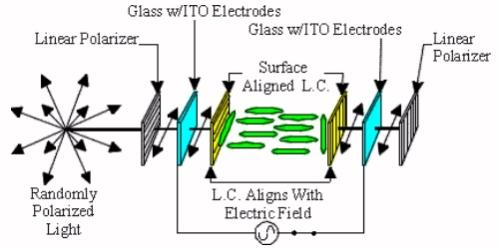 Glass w/ITO Electrodes
Glass w/ITO Electrodes
Linear Polarizer
Linear
Polarizer
Surface
Aligned L.C.
Randomly
Polarized
Light
L.C. Aligns With
Electric Field